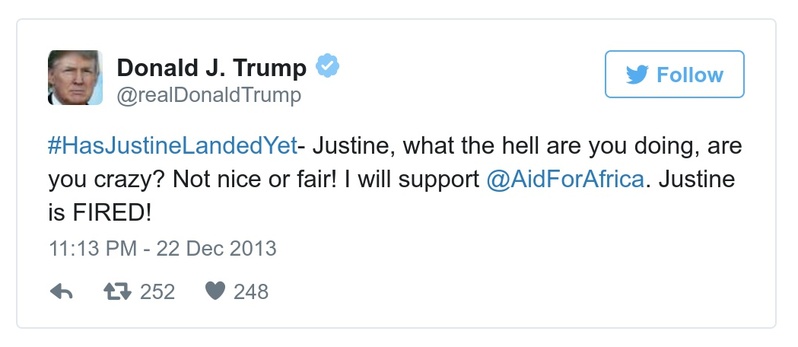 Donald J. Trump
Follow
@realDonaldTrump
#HasJustineLandedYet- Justine, what the hell are you doing, are
you crazy? Not nice or fair! I will support @AidForAfrica. Justine
is FIRED!
11:13 PM - 22 Dec 2013
252 248